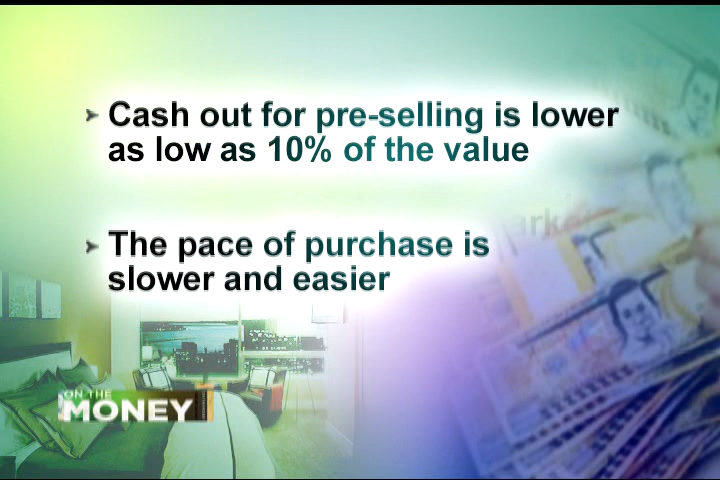 Cash out for pre-selling is lower
as low as 10% of the value
The pace of purchase is
slower and easier
ON THE
MONEY